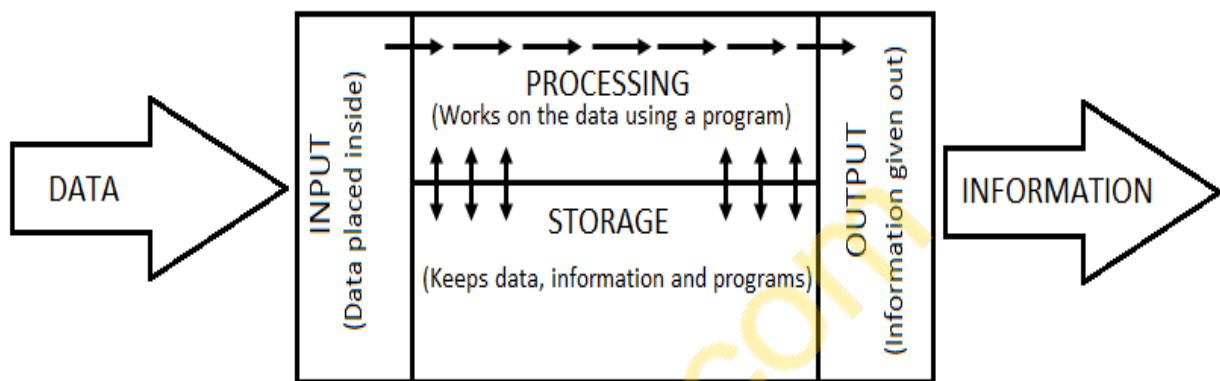 DATA
INPUT
(Data placed inside)
PROCESSING
(Works on the data using a program)
STORAGE
(Keeps data, information and programs)
OUTPUT
(Information given out)
INFORMATION
com